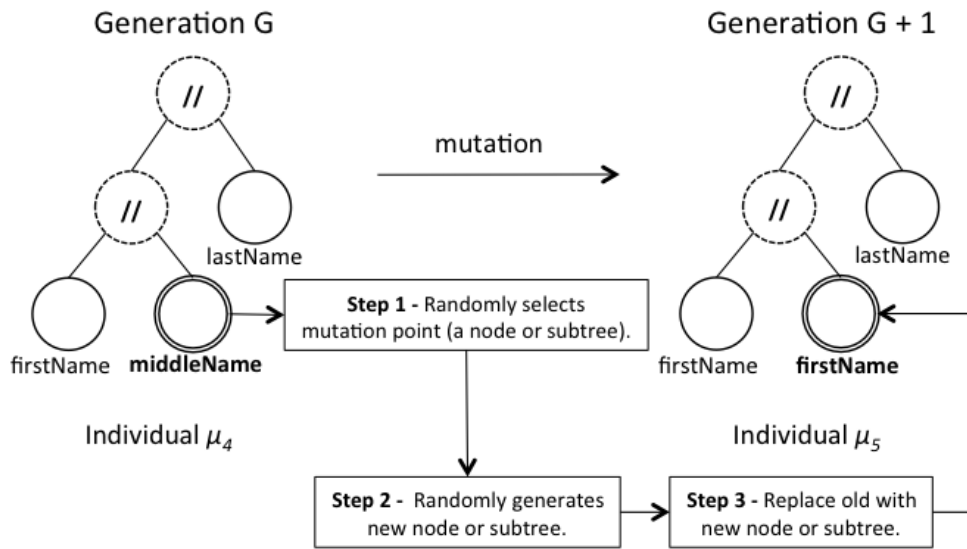 Generation G
Generation G + 1
//
//
mutation
//
//
lastName
lastName
Step 1 - Randomly selects
mutation point (a node or subtree).
firstName
middleName
firstName
firstName
Individual μ4
Individual μ5
Step 2 - Randomly generates
new node or subtree.
Step 3 - Replace old with
new node or subtree.